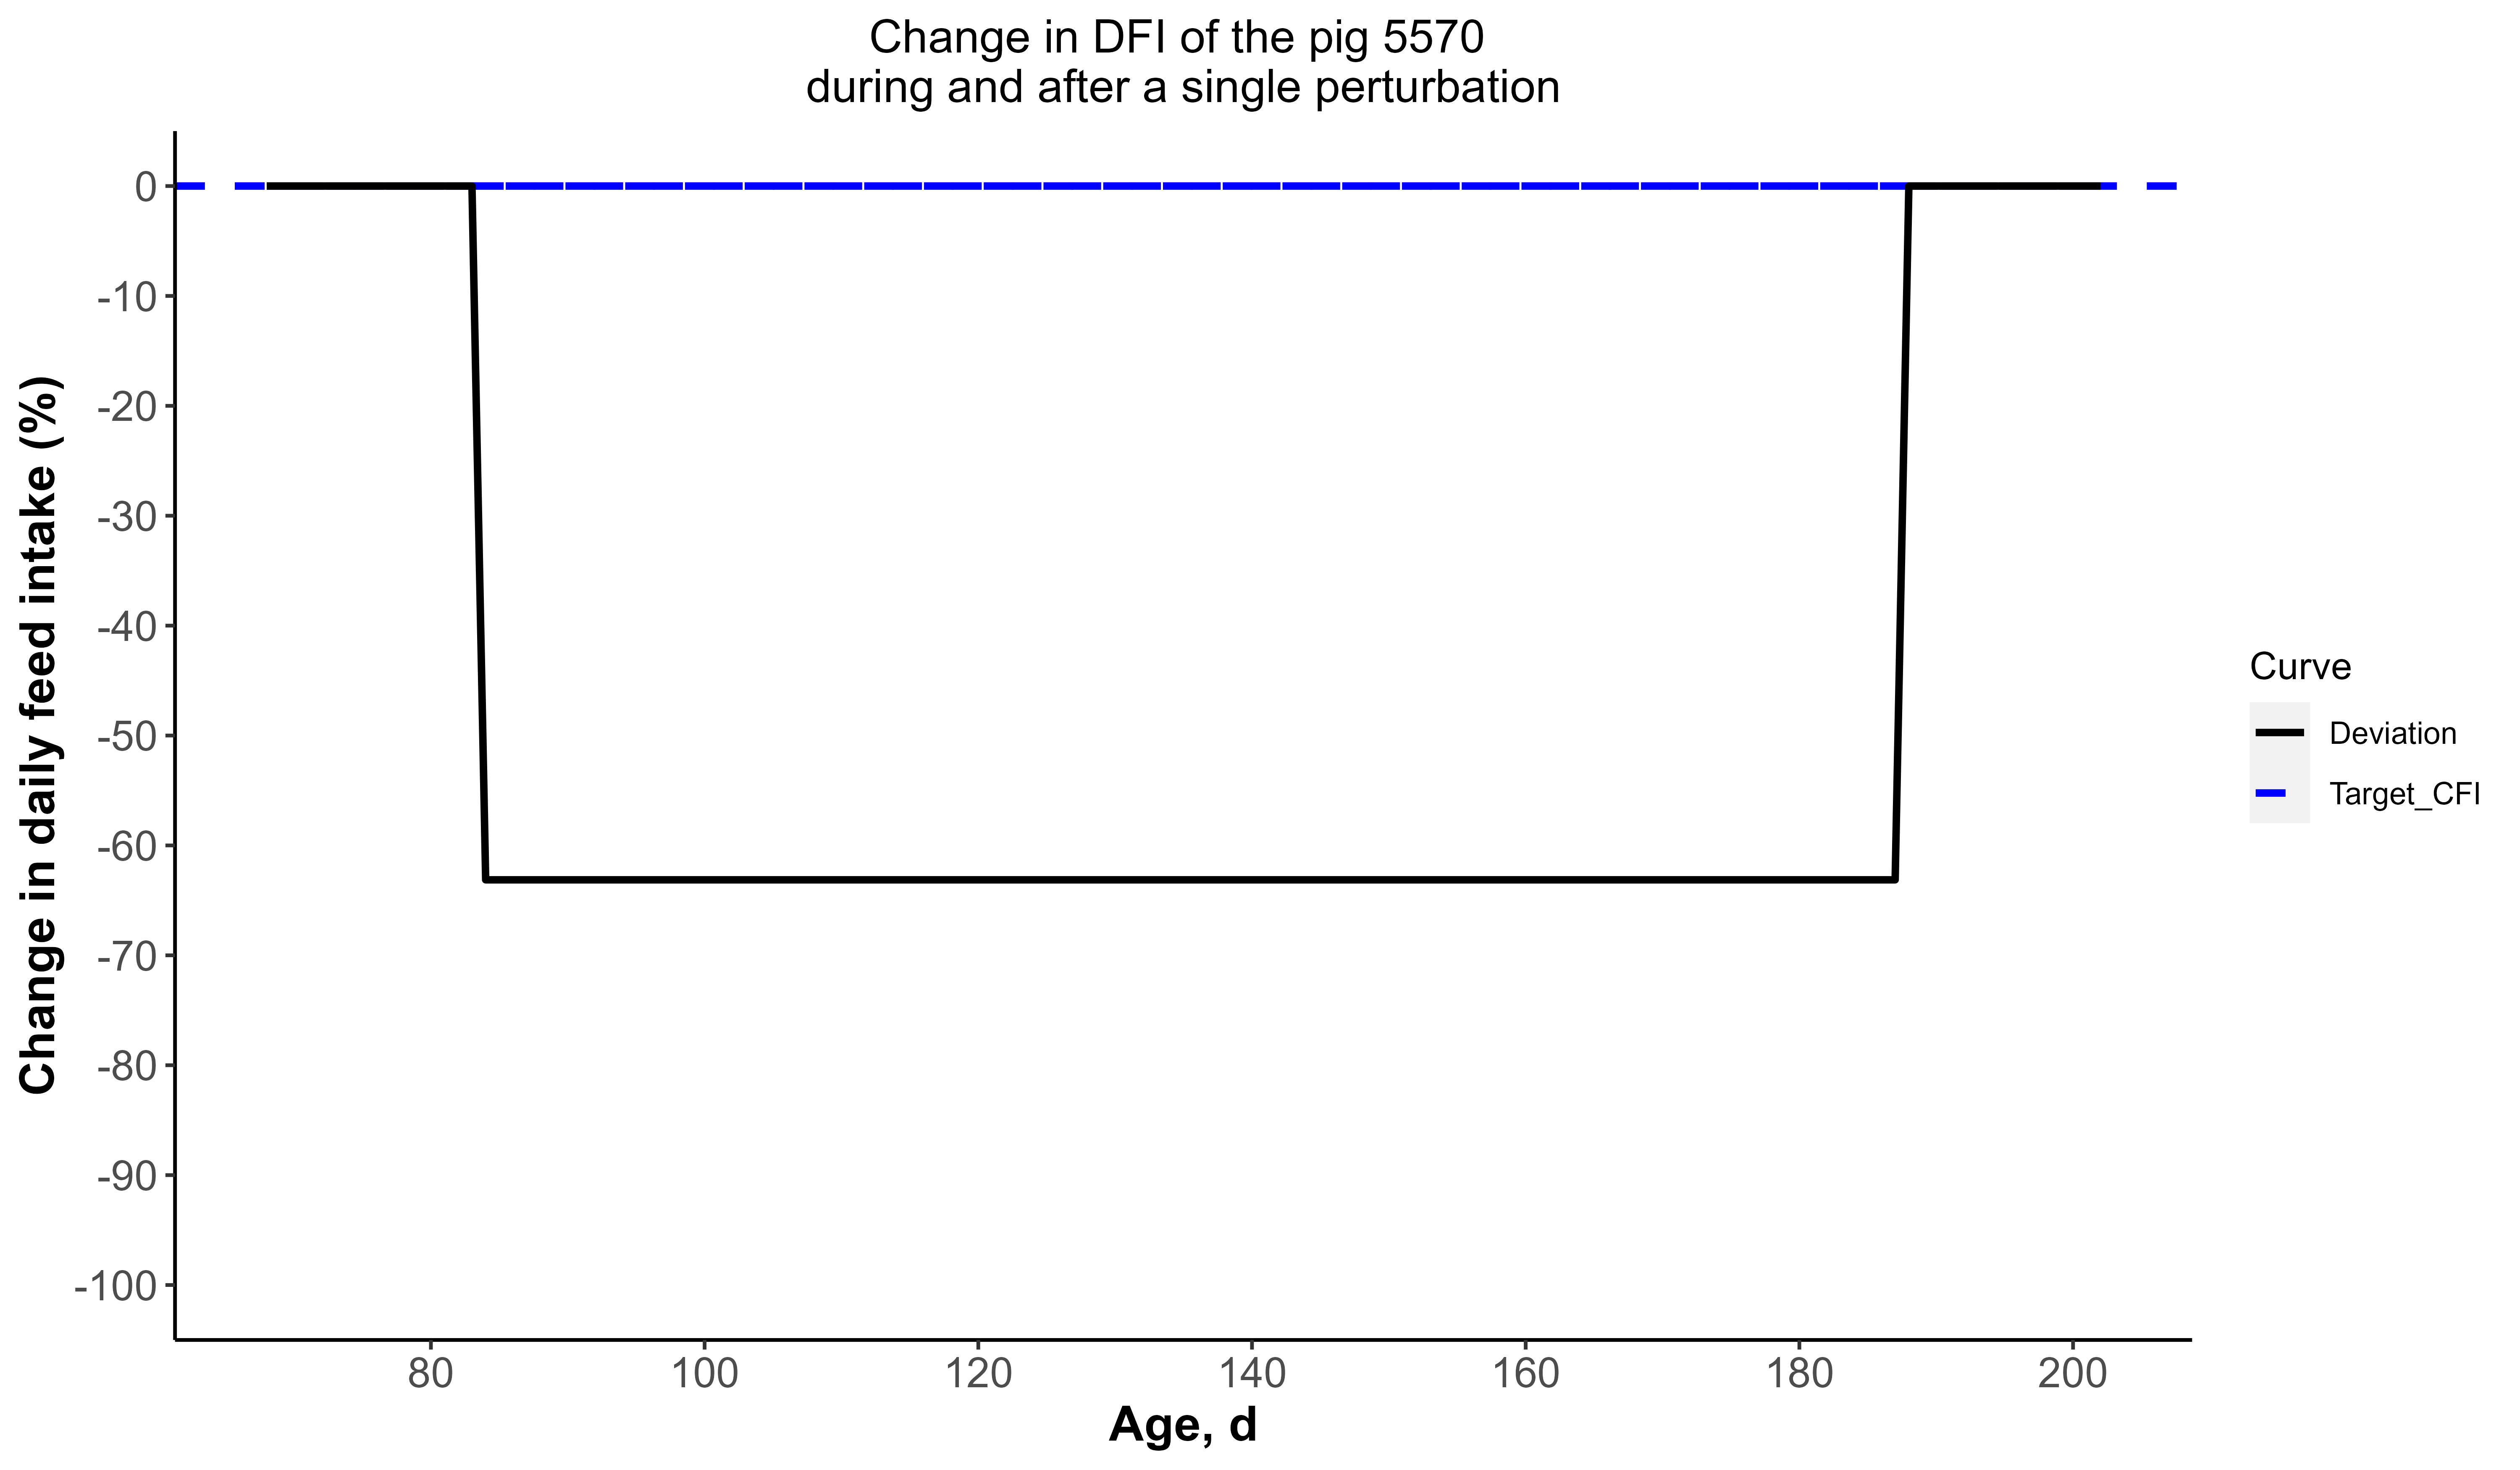 Change in DFI of the pig 5570
during and after a single perturbation
Change in daily feed intake (%)
0
-10
-20
-30
-40
-50
-60
-70
-80
-90
-100
80
100
120
140
160
180
200
Age, d
Curve
Deviation
Target_CFI